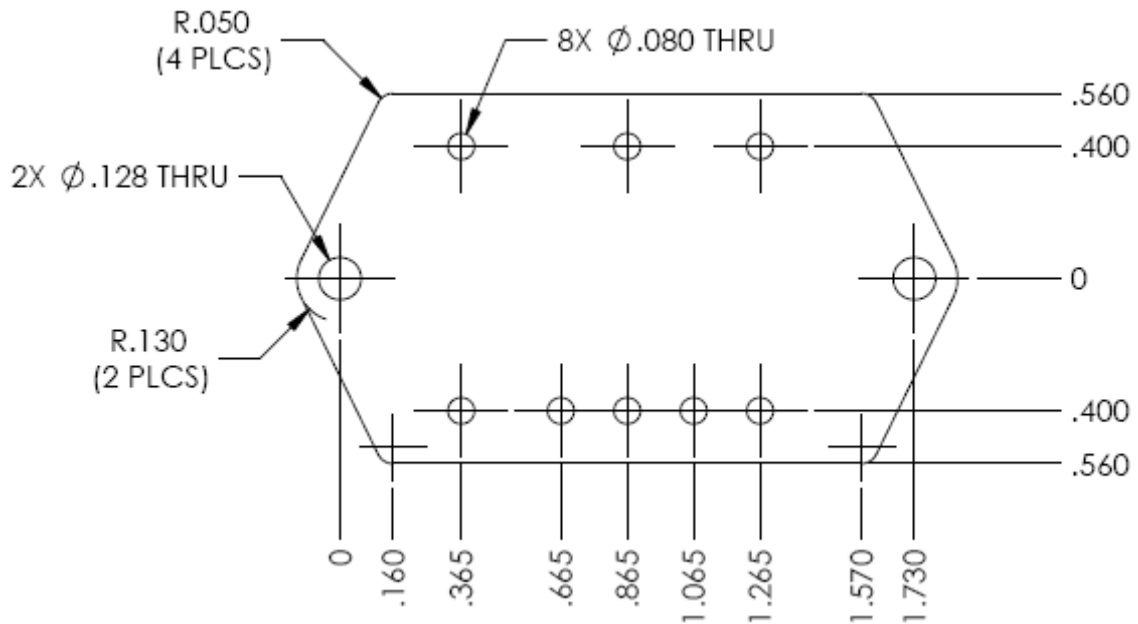 R.050
(4 PLCS)
8X Ø.080 THRU
.560
.400
2X Ø.128 THRU
0
R.130
(2 PLCS)
.400
.560
0
.160
.365
.665
.865
1.065
1.265
1.570
1.730